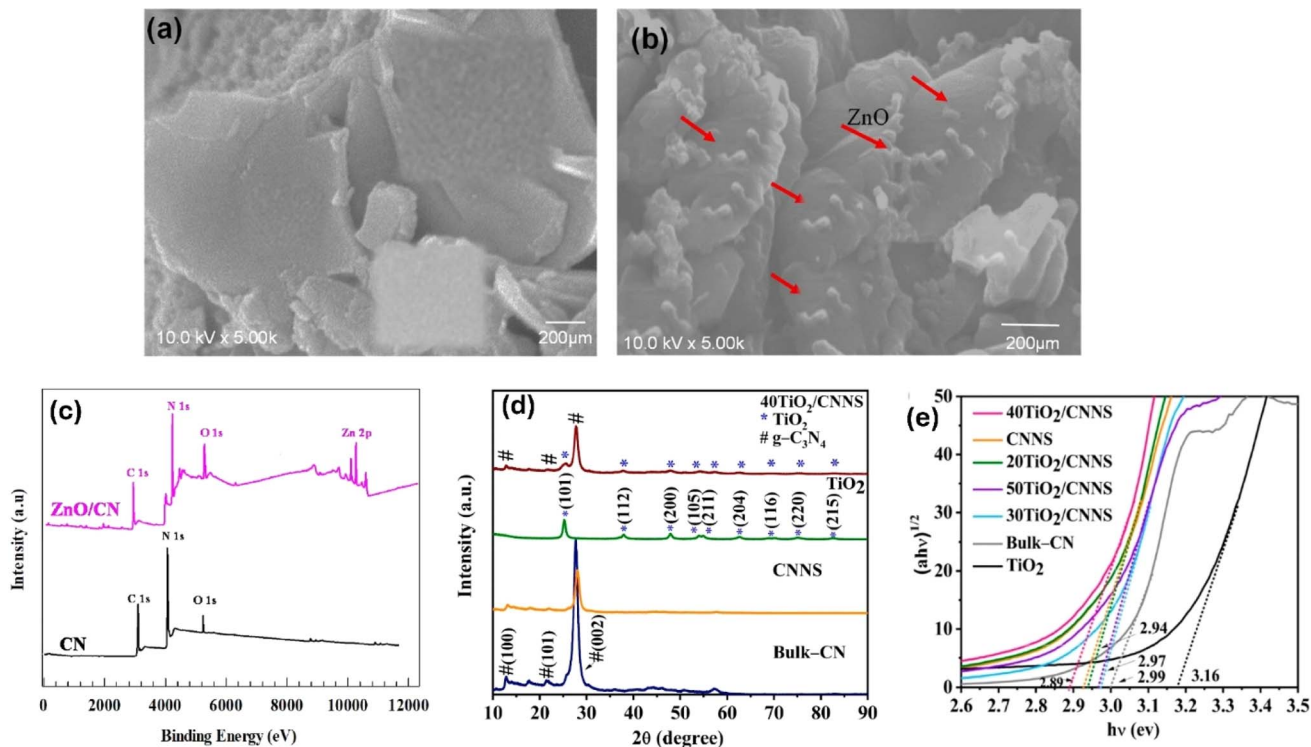 (a)
10.0 kV x 5.00k
200µm
(b)
ZnO
10.0 kV x 5.00k
200µm
(c)
N 1s
O 1s
Zn 2p
C 1s
ZnO/CN
N 1s
C 1s
O 1s
CN
Intensity (a.u)
0 2000 4000 6000 8000 10000 12000
Binding Energy (eV)
(d)
40TiO₂/CNNS
* TiO₂
# g–C₃N₄
#
# # *
* * * * * * * *
TiO₂
*(101) *(112) *(200) *(105) *(211) *(204) *(116) *(220) *(215)
CNNS
Bulk–CN
#(100) #(101) #(002)
Intensity (a.u.)
10 20 30 40 50 60 70 80 90
2θ (degree)
(e)
40TiO₂/CNNS
CNNS
20TiO₂/CNNS
50TiO₂/CNNS
30TiO₂/CNNS
Bulk–CN
TiO₂
2.94
2.97
2.89
2.99
3.16
(ahν)¹/²
50
40
30
20
10
0
2.6 2.7 2.8 2.9 3.0 3.1 3.2 3.3 3.4 3.5
hν (ev)